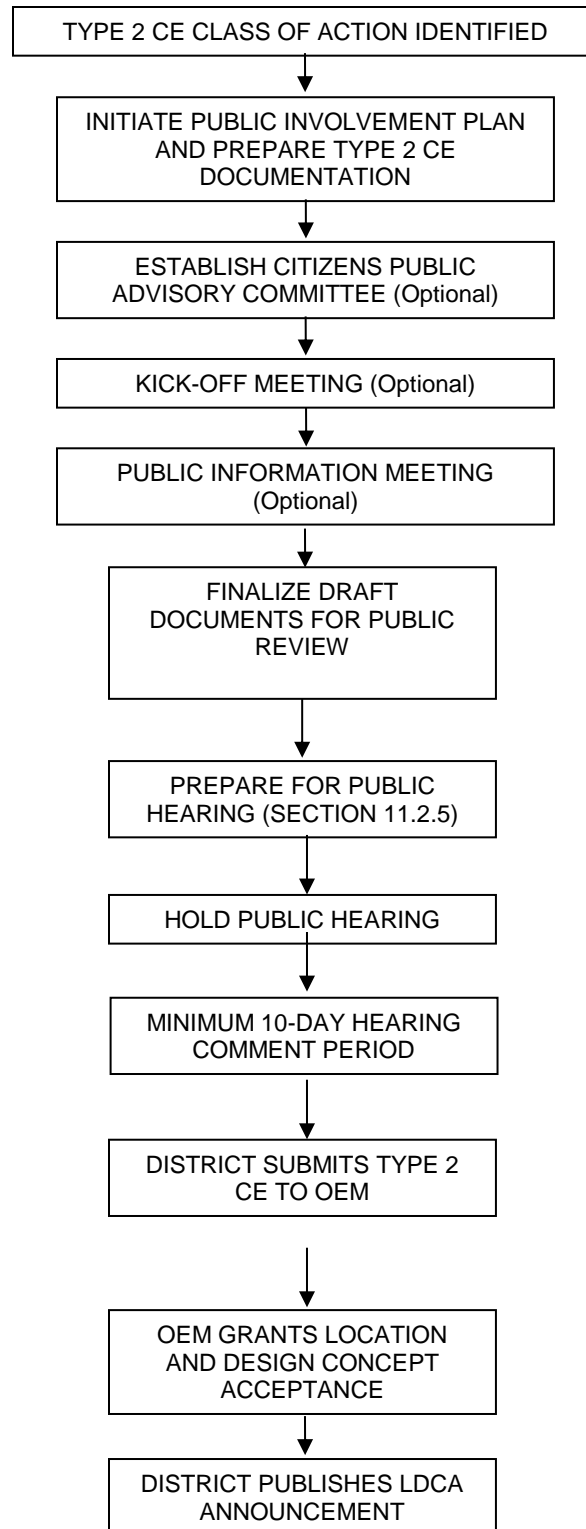 TYPE 2 CE CLASS OF ACTION IDENTIFIED
INITIATE PUBLIC INVOLVEMENT PLAN
AND PREPARE TYPE 2 CE
DOCUMENTATION
ESTABLISH CITIZENS PUBLIC
ADVISORY COMMITTEE (Optional)
KICK-OFF MEETING (Optional)
PUBLIC INFORMATION MEETING
(Optional)
FINALIZE DRAFT
DOCUMENTS FOR PUBLIC
REVIEW
PREPARE FOR PUBLIC
HEARING (SECTION 11.2.5)
HOLD PUBLIC HEARING
MINIMUM 10-DAY HEARING
COMMENT PERIOD
DISTRICT SUBMITS TYPE 2
CE TO OEM
OEM GRANTS LOCATION
AND DESIGN CONCEPT
ACCEPTANCE
DISTRICT PUBLISHES LDCA
ANNOUNCEMENT